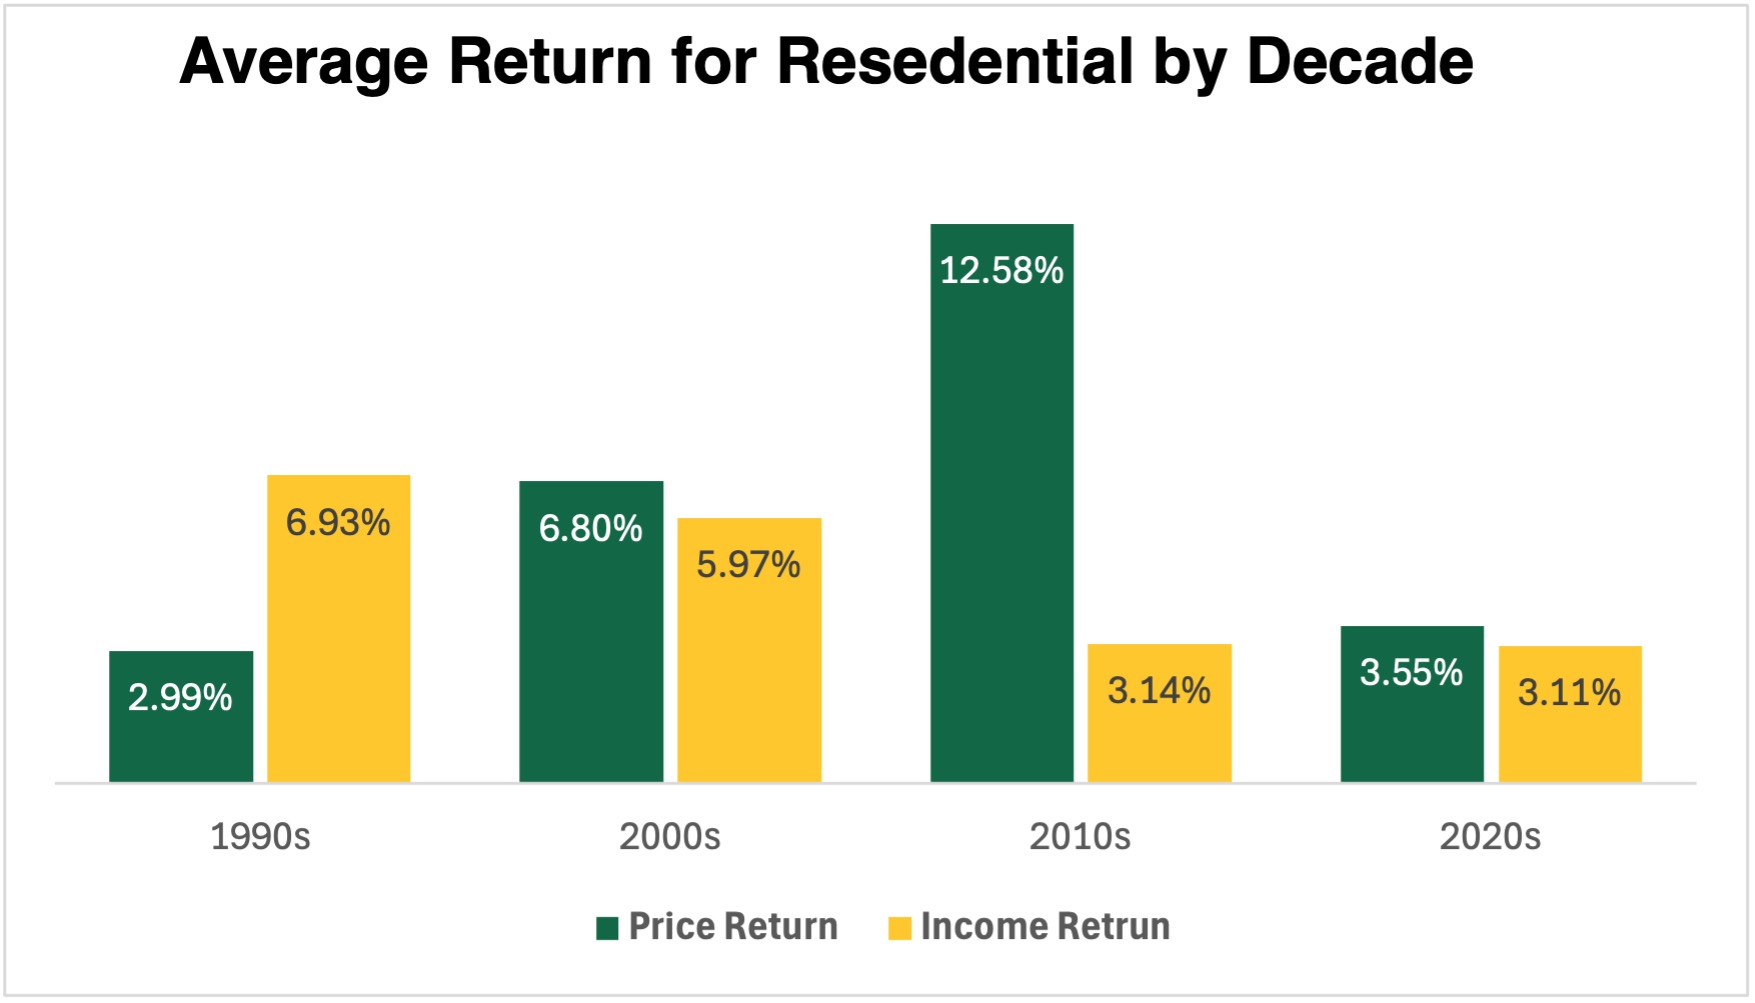 Average Return for Resedential by Decade
12.58%
6.93%
6.80%
5.97%
2.99%
3.14%
3.55%
3.11%
1990s 2000s 2010s 2020s
Price Return Income Retrun